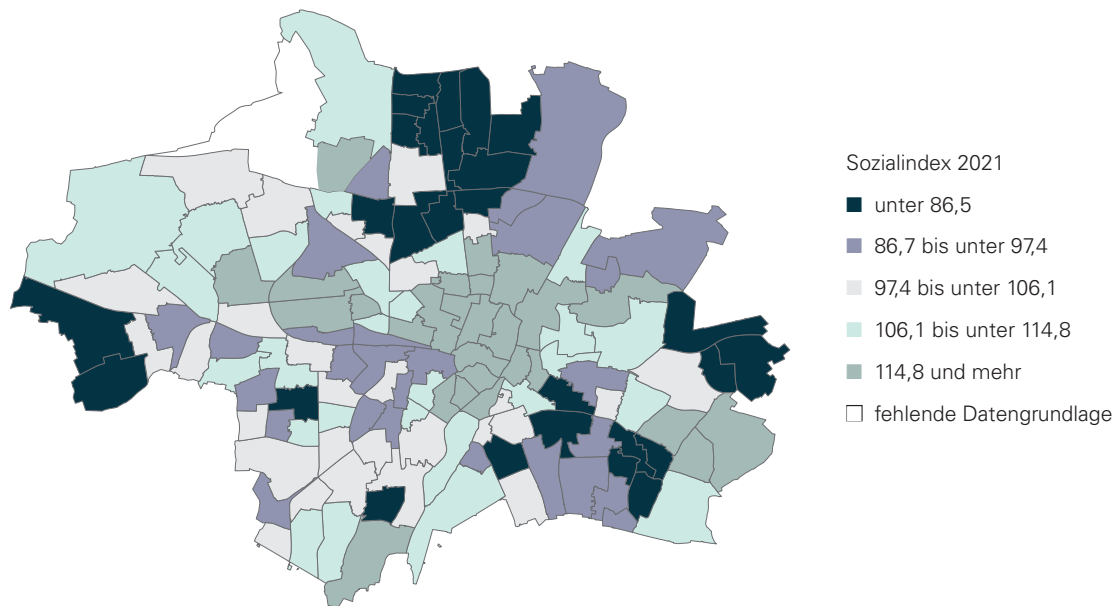 Sozialindex 2021
unter 86,5
86,7 bis unter 97,4
97,4 bis unter 106,1
106,1 bis unter 114,8
114,8 und mehr
fehlende Datengrundlage